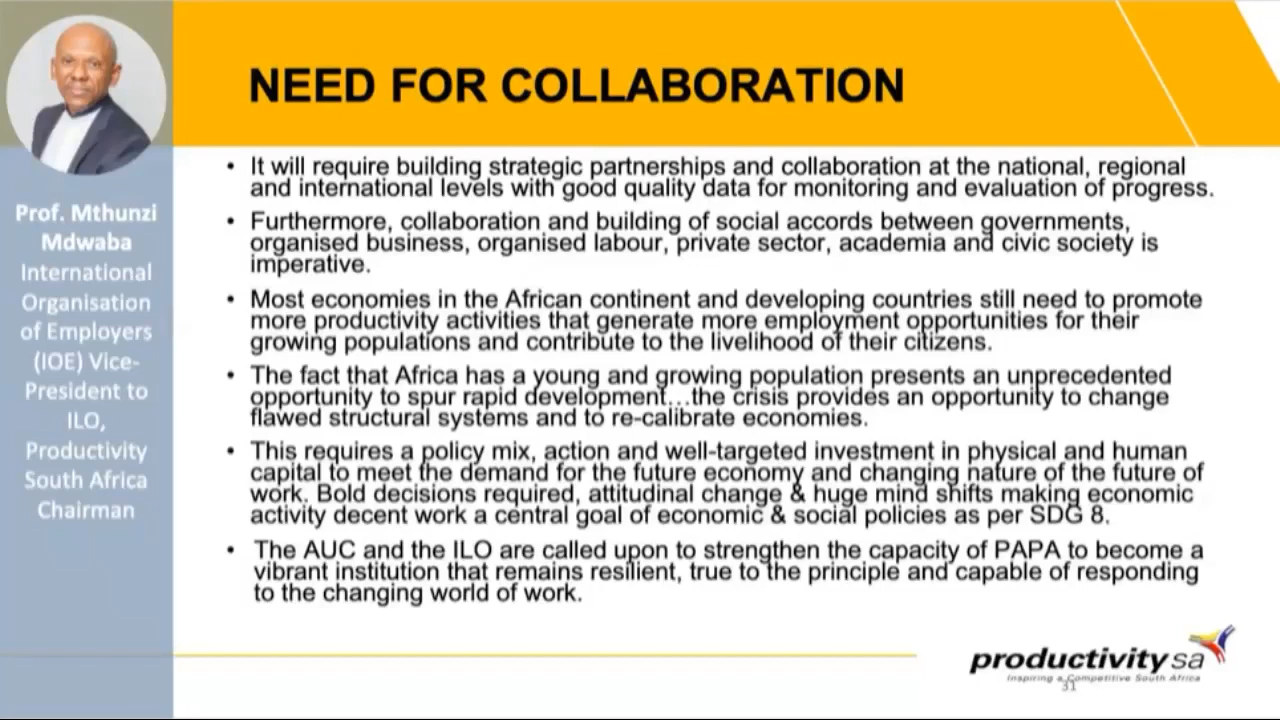 NEED FOR COLLABORATION
Prof. Mthunzi
Mdwaba
International
Organisation
of Employers
(IOE) Vice-
President to
ILO,
Productivity
South Africa
Chairman
• It will require building strategic partnerships and collaboration at the national, regional
and international levels with good quality data for monitoring and evaluation of progress.
• Furthermore, collaboration and building of social accords between governments,
organised business, organised labour, private sector, academia and civic society is
imperative.
• Most economies in the African continent and developing countries still need to promote
more productivity activities that generate more employment opportunities for their
growing populations and contribute to the livelihood of their citizens.
• The fact that Africa has a young and growing population presents an unprecedented
opportunity to spur rapid development…the crisis provides an opportunity to change
flawed structural systems and to re-calibrate economies.
• This requires a policy mix, action and well-targeted investment in physical and human
capital to meet the demand for the future economy and changing nature of the future of
work. Bold decisions required, attitudinal change & huge mind shifts making economic
activity decent work a central goal of economic & social policies as per SDG 8.
• The AUC and the ILO are called upon to strengthen the capacity of PAPA to become a
vibrant institution that remains resilient, true to the principle and capable of responding
to the changing world of work.
productivity sa
Inspiring a Competitive South Africa
31